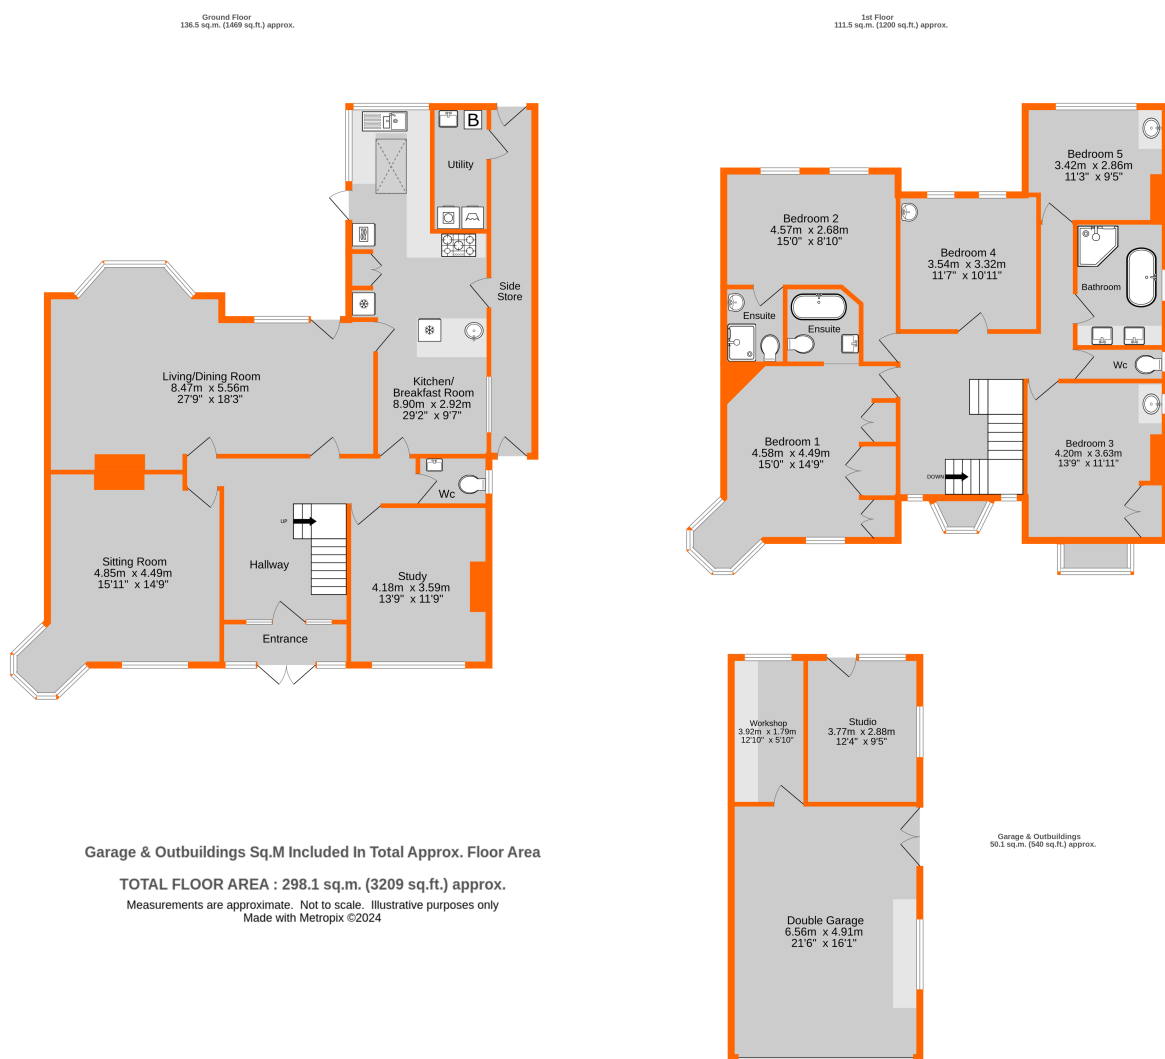 Ground Floor
136.5 sq.m. (1469 sq.ft.) approx.
B
Utility
Side
Store
Living/Dining Room
8.47m x 5.56m
27'9" x 18'3"
Kitchen/
Breakfast Room
8.90m x 2.92m
29'2" x 9'7"
Wc
UP
Sitting Room
4.85m x 4.49m
15'11" x 14'9"
Hallway
Study
4.18m x 3.59m
13'9" x 11'9"
Entrance
1st Floor
111.5 sq.m. (1200 sq.ft.) approx.
Bedroom 5
3.42m x 2.86m
11'3" x 9'5"
Bedroom 2
4.57m x 2.68m
15'0" x 8'10"
Bedroom 4
3.54m x 3.32m
11'7" x 10'11"
Bathroom
Ensuite
Ensuite
Wc
Bedroom 1
4.58m x 4.49m
15'0" x 14'9"
Bedroom 3
4.20m x 3.63m
13'9" x 11'11"
DOWN
Workshop
3.92m x 1.79m
12'10" x 5'10"
Studio
3.77m x 2.88m
12'4" x 9'5"
Garage & Outbuildings
50.1 sq.m. (540 sq.ft.) approx.
Double Garage
6.56m x 4.91m
21'6" x 16'1"
Garage & Outbuildings Sq.M Included In Total Approx. Floor Area
TOTAL FLOOR AREA : 298.1 sq.m. (3209 sq.ft.) approx.
Measurements are approximate. Not to scale. Illustrative purposes only
Made with Metropix ©2024